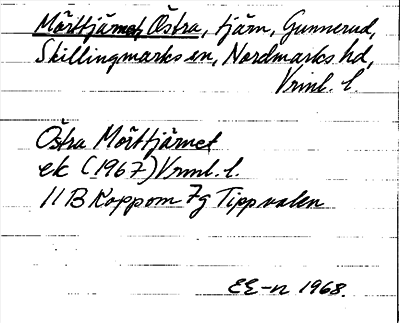 Mörttjärnet, Östra, tjärn, Gunnerud,
Skillingmarks sn, Nordmarks hd,
Vrml. l.
Östra Mörttjärnet
ek (1967) Vrml. l.
11B Koppom 7g Tippvalen
EE-n 1968.